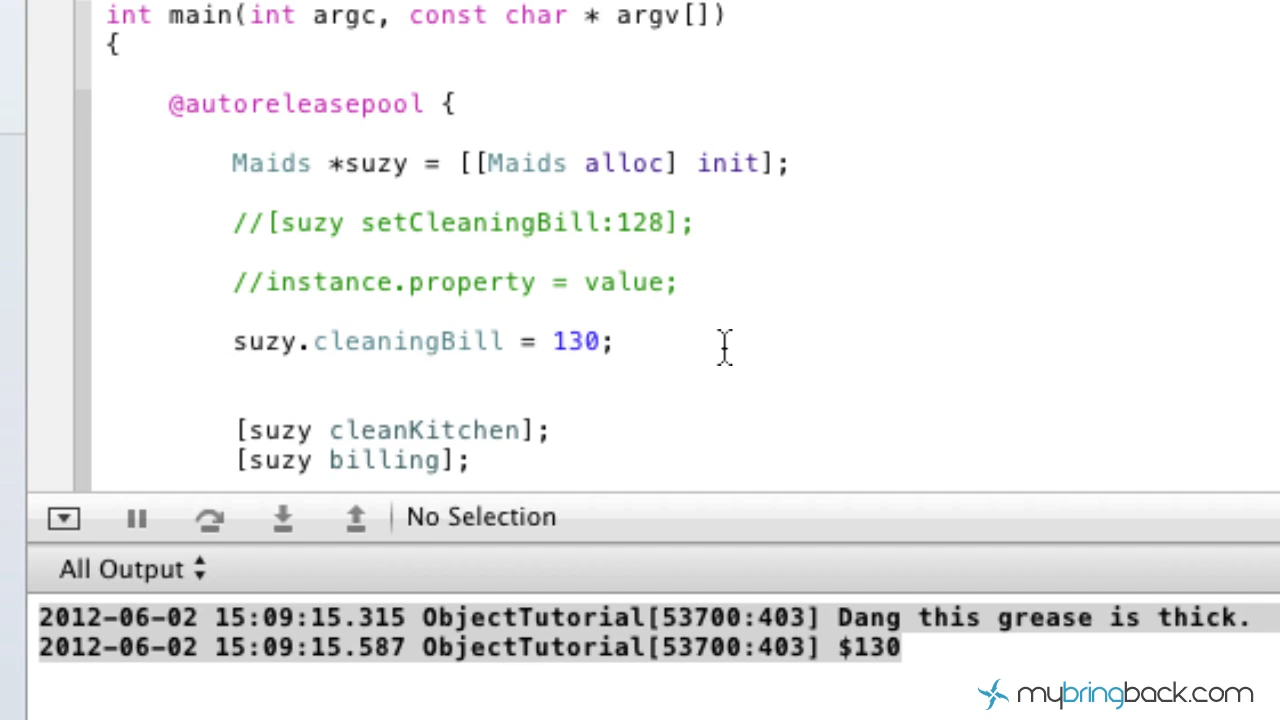 int main(int argc, const char * argv[])
{
@autoreleasepool {
Maids *suzy = [[Maids alloc] init];
//[suzy setCleaningBill:128];
//instance.property = value;
suzy.cleaningBill = 130;
[suzy cleanKitchen];
[suzy billing];
No Selection
All Output
2012-06-02 15:09:15.315 ObjectTutorial[53700:403] Dang this grease is thick.
2012-06-02 15:09:15.587 ObjectTutorial[53700:403] $130
mybringback.com